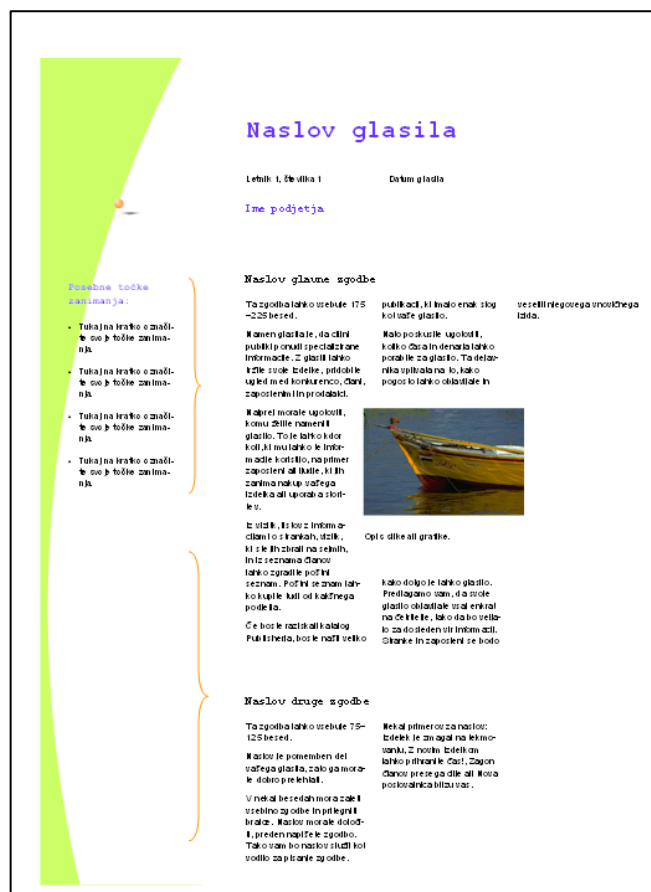 Naslov glasila
Letnik 1, številka 1
Datum glasila
Ime podjetja
Posebne točke
zanimanja:
• Tukaj na kratko označi-
te svoje točke zanima-
nja.
• Tukaj na kratko označi-
te svoje točke zanima-
nja.
• Tukaj na kratko označi-
te svoje točke zanima-
nja.
• Tukaj na kratko označi-
te svoje točke zanima-
nja.
Naslov glavne zgodbe
Ta zgodba lahko vsebuje 175
–225 besed.
Namen glasila je, da ciljni
publiki ponudi specializirane
informacije. Z glasili lahko
tržite svoje izdelke, pridobite
ugled med konkurenco, člani,
zaposlenimi in prodajalci.
Najprej morate ugotoviti,
komu želite nameniti
glasilo. To je lahko kdor
koli, ki mu lahko te infor-
macije koristijo, na primer
zaposleni ali ljudje, ki jih
zanima nakup vašega
izdelka ali uporaba stori-
tev.
Iz vizitk, listov z informa-
cijami o strankah, vizitk,
ki ste jih zbrali na sejmih,
in iz seznama članov
lahko zgradite poštni
seznam. Poštni seznam lah-
ko kupite tudi od kakšnega
podjetja.
Če boste raziskali katalog
Publisherja, boste našli veliko
publikacij, ki imajo enak slog
kot vaše glasilo.
Nato poskusite ugotoviti,
koliko časa in denarja lahko
porabite za glasilo. Ta dejav-
nika vplivata na to, kako
pogosto lahko objavljate in
Opis slike ali grafike.
kako dolgo je lahko glasilo.
Predlagamo vam, da svoje
glasilo objavljate vsaj enkrat
na četrtletje, tako da bo velja-
lo za dosleden vir informacij.
Stranke in zaposleni se bodo
veselili njegovega vnovičnega
izida.
Naslov druge zgodbe
Ta zgodba lahko vsebuje 75–
125 besed.
Naslov je pomemben del
vašega glasila, zato ga mora-
te dobro pretehtati.
V nekaj besedah mora zajeti
vsebino zgodbe in pritegniti
bralce. Naslov morate določi-
ti, preden napišete zgodbo.
Tako vam bo naslov služil kot
vodilo za pisanje zgodbe.
Nekaj primerov za naslov:
Izdelek je zmagal na tekmo-
vanju, Z novim izdelkom
lahko prihranite čas!, Zagon
članov presega cilje ali Nova
poslovalnica blizu vas.